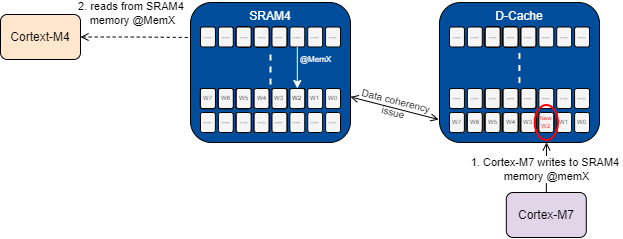 2. reads from SRAM4
memory @MemX
Cortext-M4
SRAM4
@MemX
W7 W6 W5 W4 W3 W2 W1 W0
Data coherency
issue
D-Cache
W7 W6 W5 W4 W3 New W2 W1 W0
1. Cortex-M7 writes to SRAM4
memory @memX
Cortex-M7